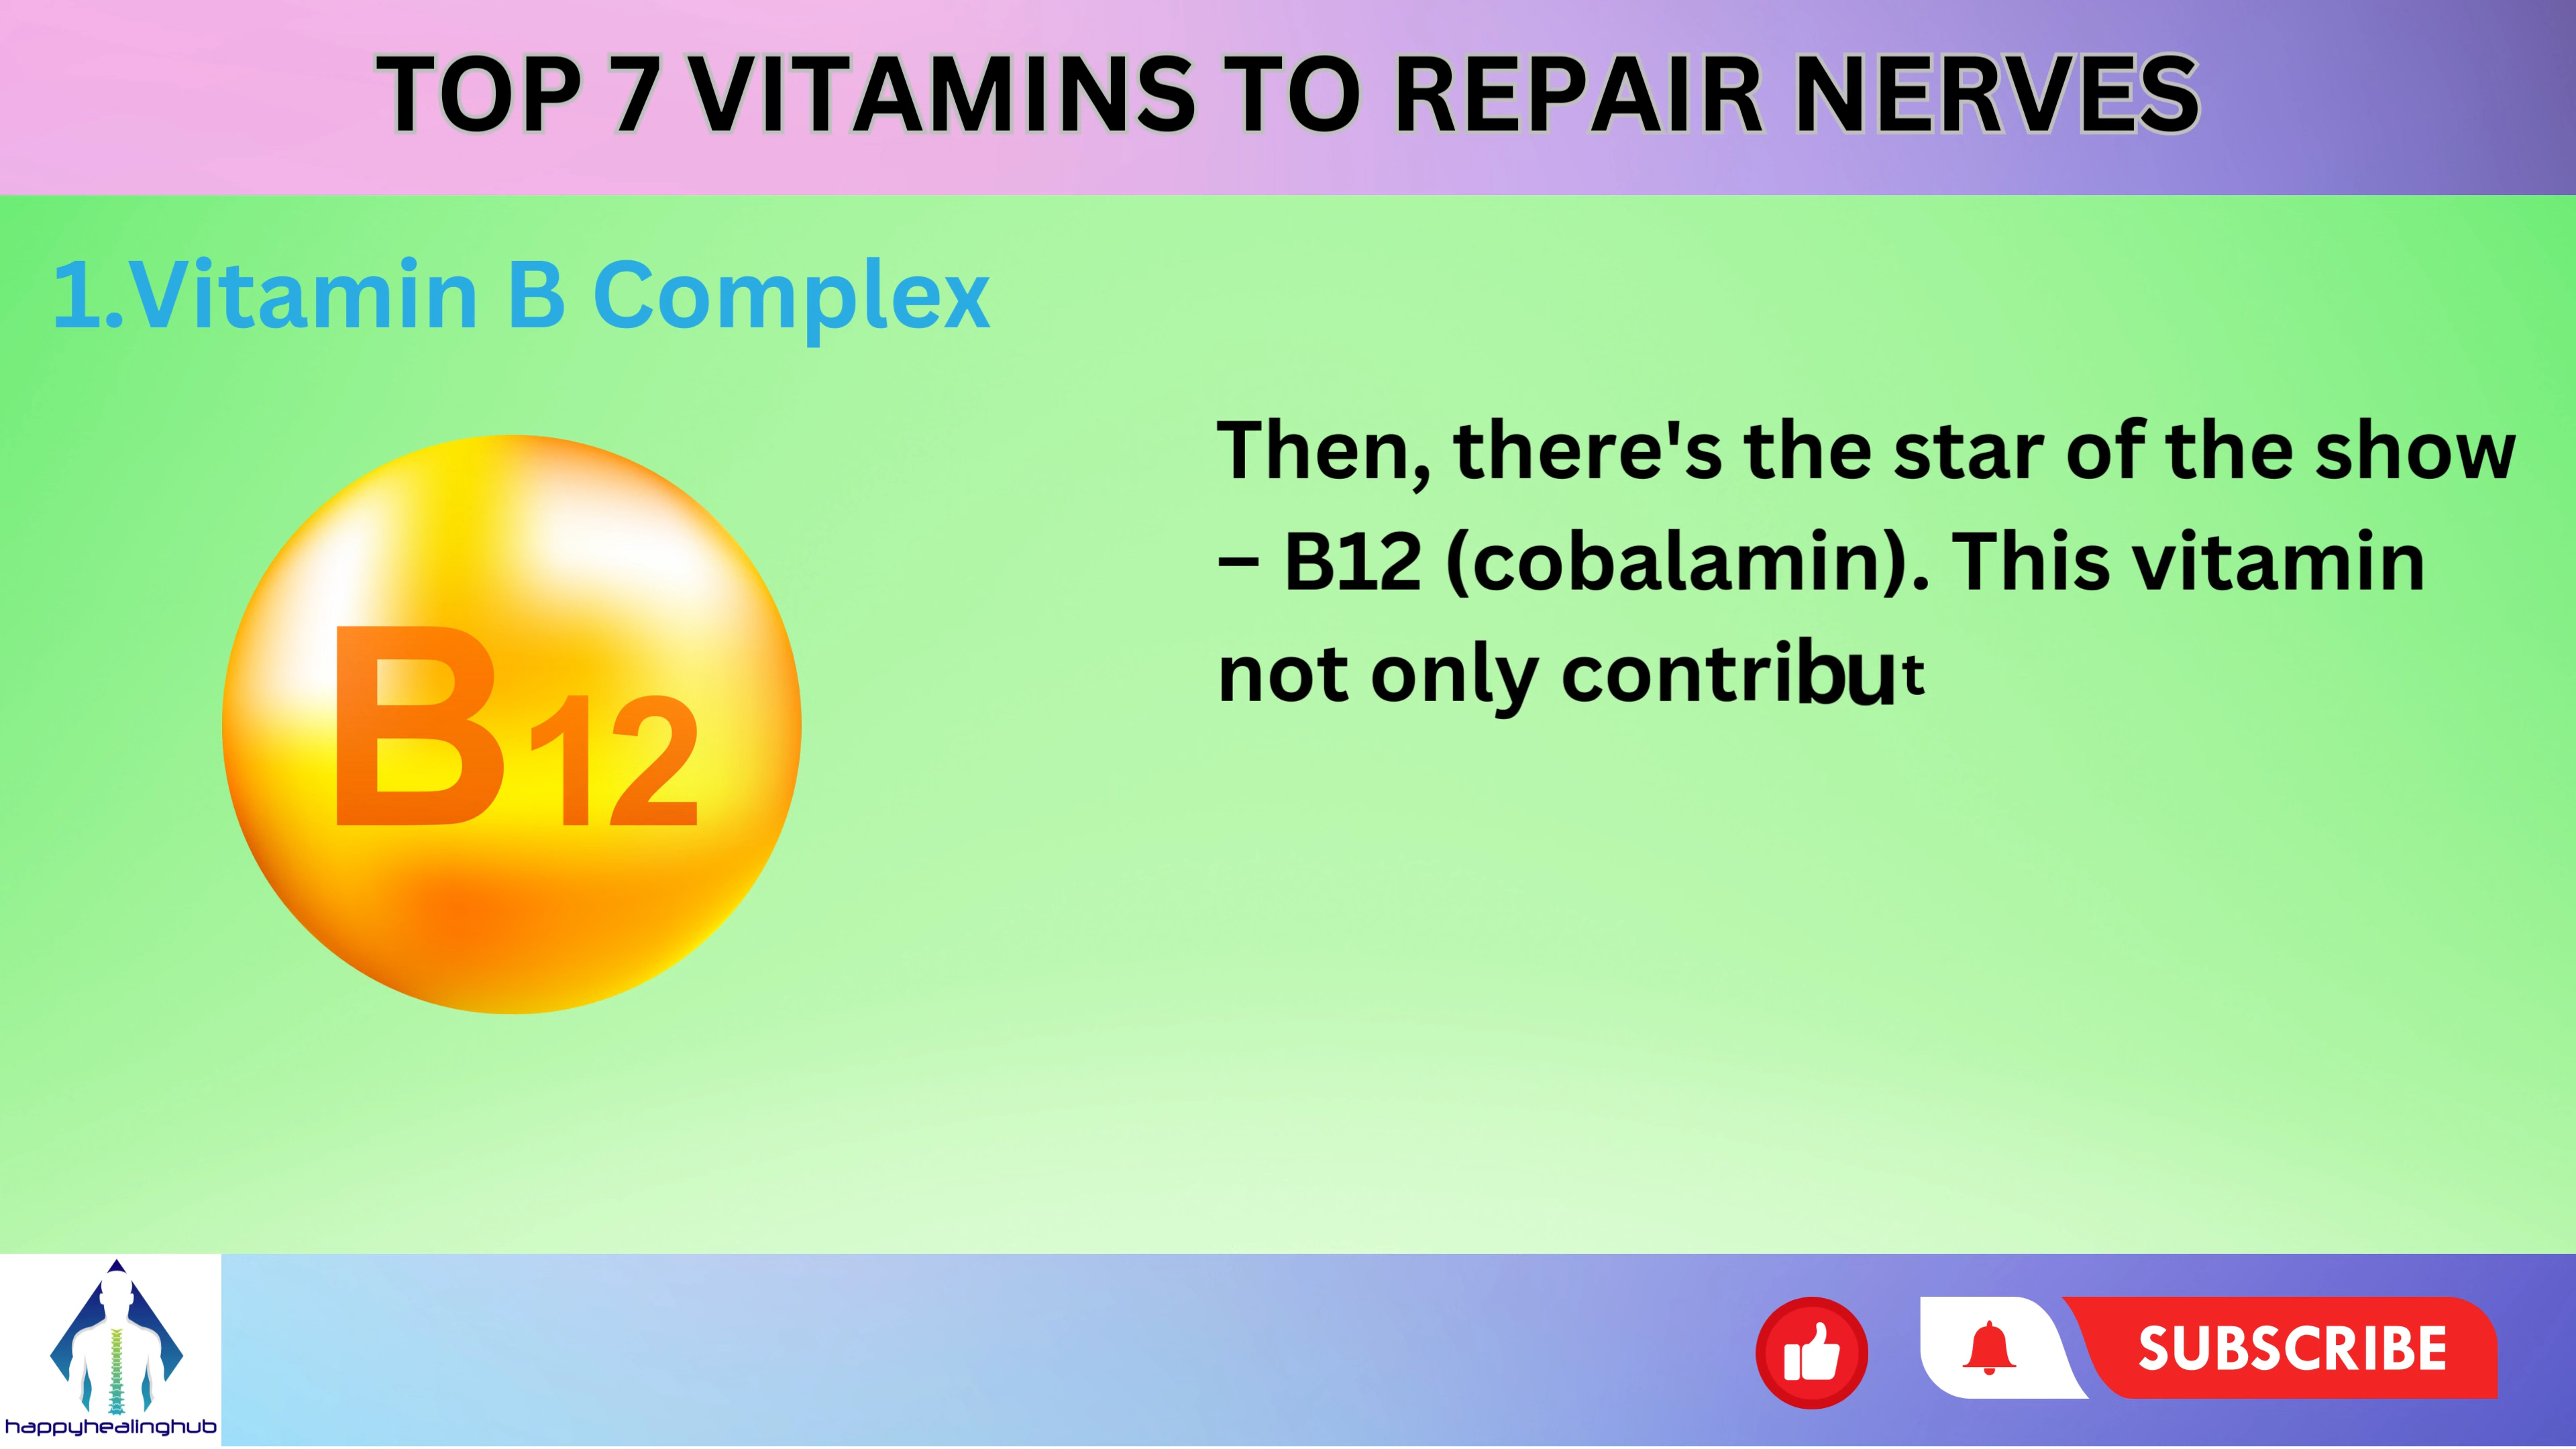 TOP 7 VITAMINS TO REPAIR NERVES
1.Vitamin B Complex
B12
Then, there's the star of the show
– B12 (cobalamin). This vitamin
not only contribut
happyhealinghub
SUBSCRIBE